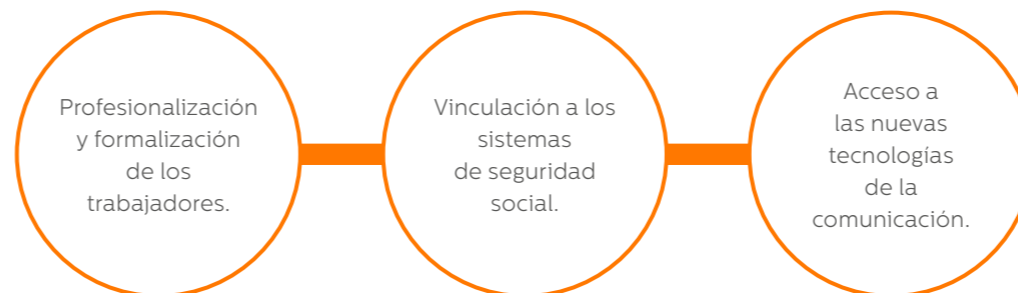 Profesionalización
y formalización
de los
trabajadores.
Vinculación a los
sistemas
de seguridad
social.
Acceso a
las nuevas
tecnologías
de la
comunicación.